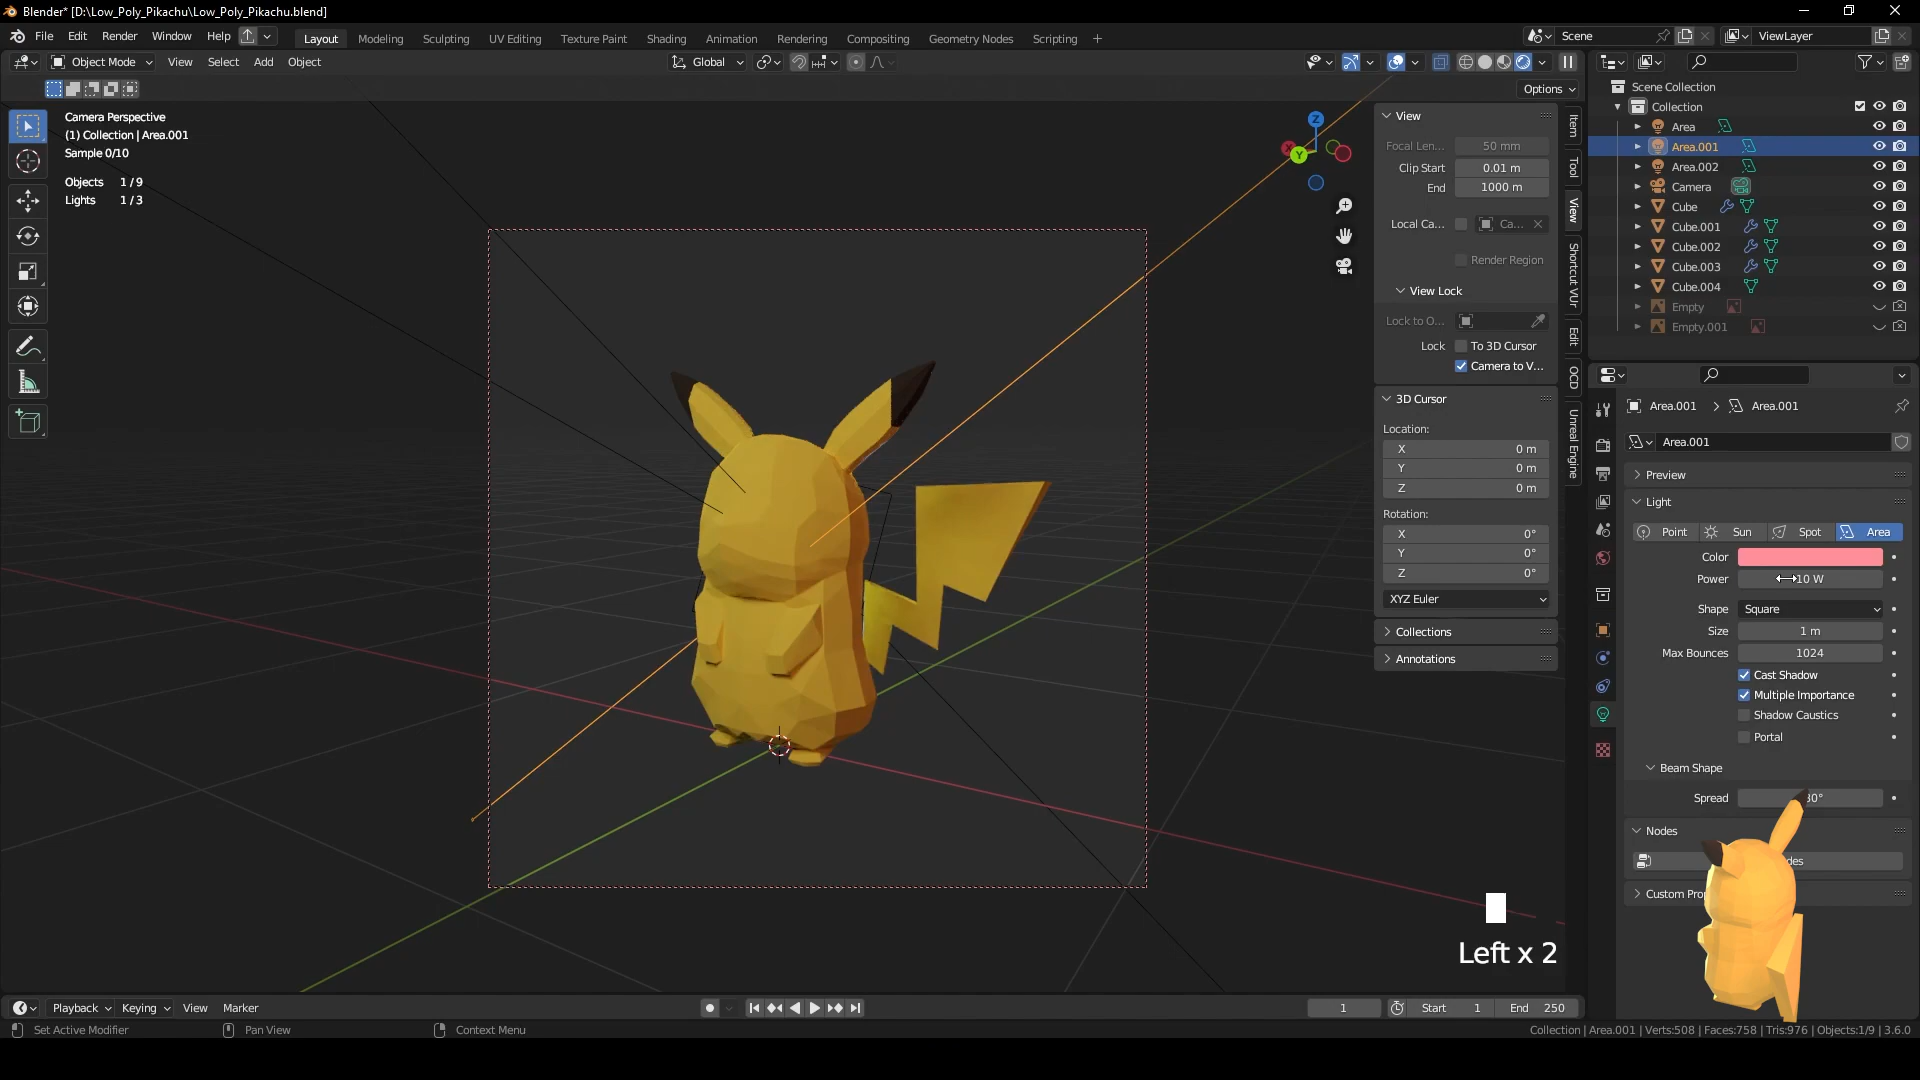 Blender* [D:\Low_Poly_Pikachu\Low_Poly_Pikachu.blend]
File Edit Render Window Help
Layout Modeling Sculpting UV Editing Texture Paint Shading Animation Rendering Compositing Geometry Nodes Scripting +
Scene
ViewLayer
Object Mode View Select Add Object
Global
Options
Camera Perspective
(1) Collection | Area.001
Sample 0/10
Objects 1/9
Lights 1/3
Z
X
Y
View
Focal Len... 50 mm
Clip Start 0.01 m
End 1000 m
Local Ca... Ca...
Render Region
View Lock
Lock to O...
Lock To 3D Cursor
Camera to V...
3D Cursor
Location:
X 0 m
Y 0 m
Z 0 m
Rotation:
X 0°
Y 0°
Z 0°
XYZ Euler
Collections
Annotations
Item
Tool
View
Shortcut VUr
Edit
OCD
Unreal Engine
Scene Collection
Collection
Area
Area.001
Area.002
Camera
Cube
Cube.001
Cube.002
Cube.003
Cube.004
Empty
Empty.001
Area.001 > Area.001
Area.001
Preview
Light
Point Sun Spot Area
Color
Power 10 W
Shape Square
Size 1 m
Max Bounces 1024
Cast Shadow
Multiple Importance
Shadow Caustics
Portal
Beam Shape
Spread
Nodes
Left x 2
Playback Keying View Marker
1
Start 1 End 250
Set Active Modifier Pan View Context Menu
Collection | Area.001 | Verts:508 | Faces:758 | Tris:976 | Objects:1/9 | 3.6.0